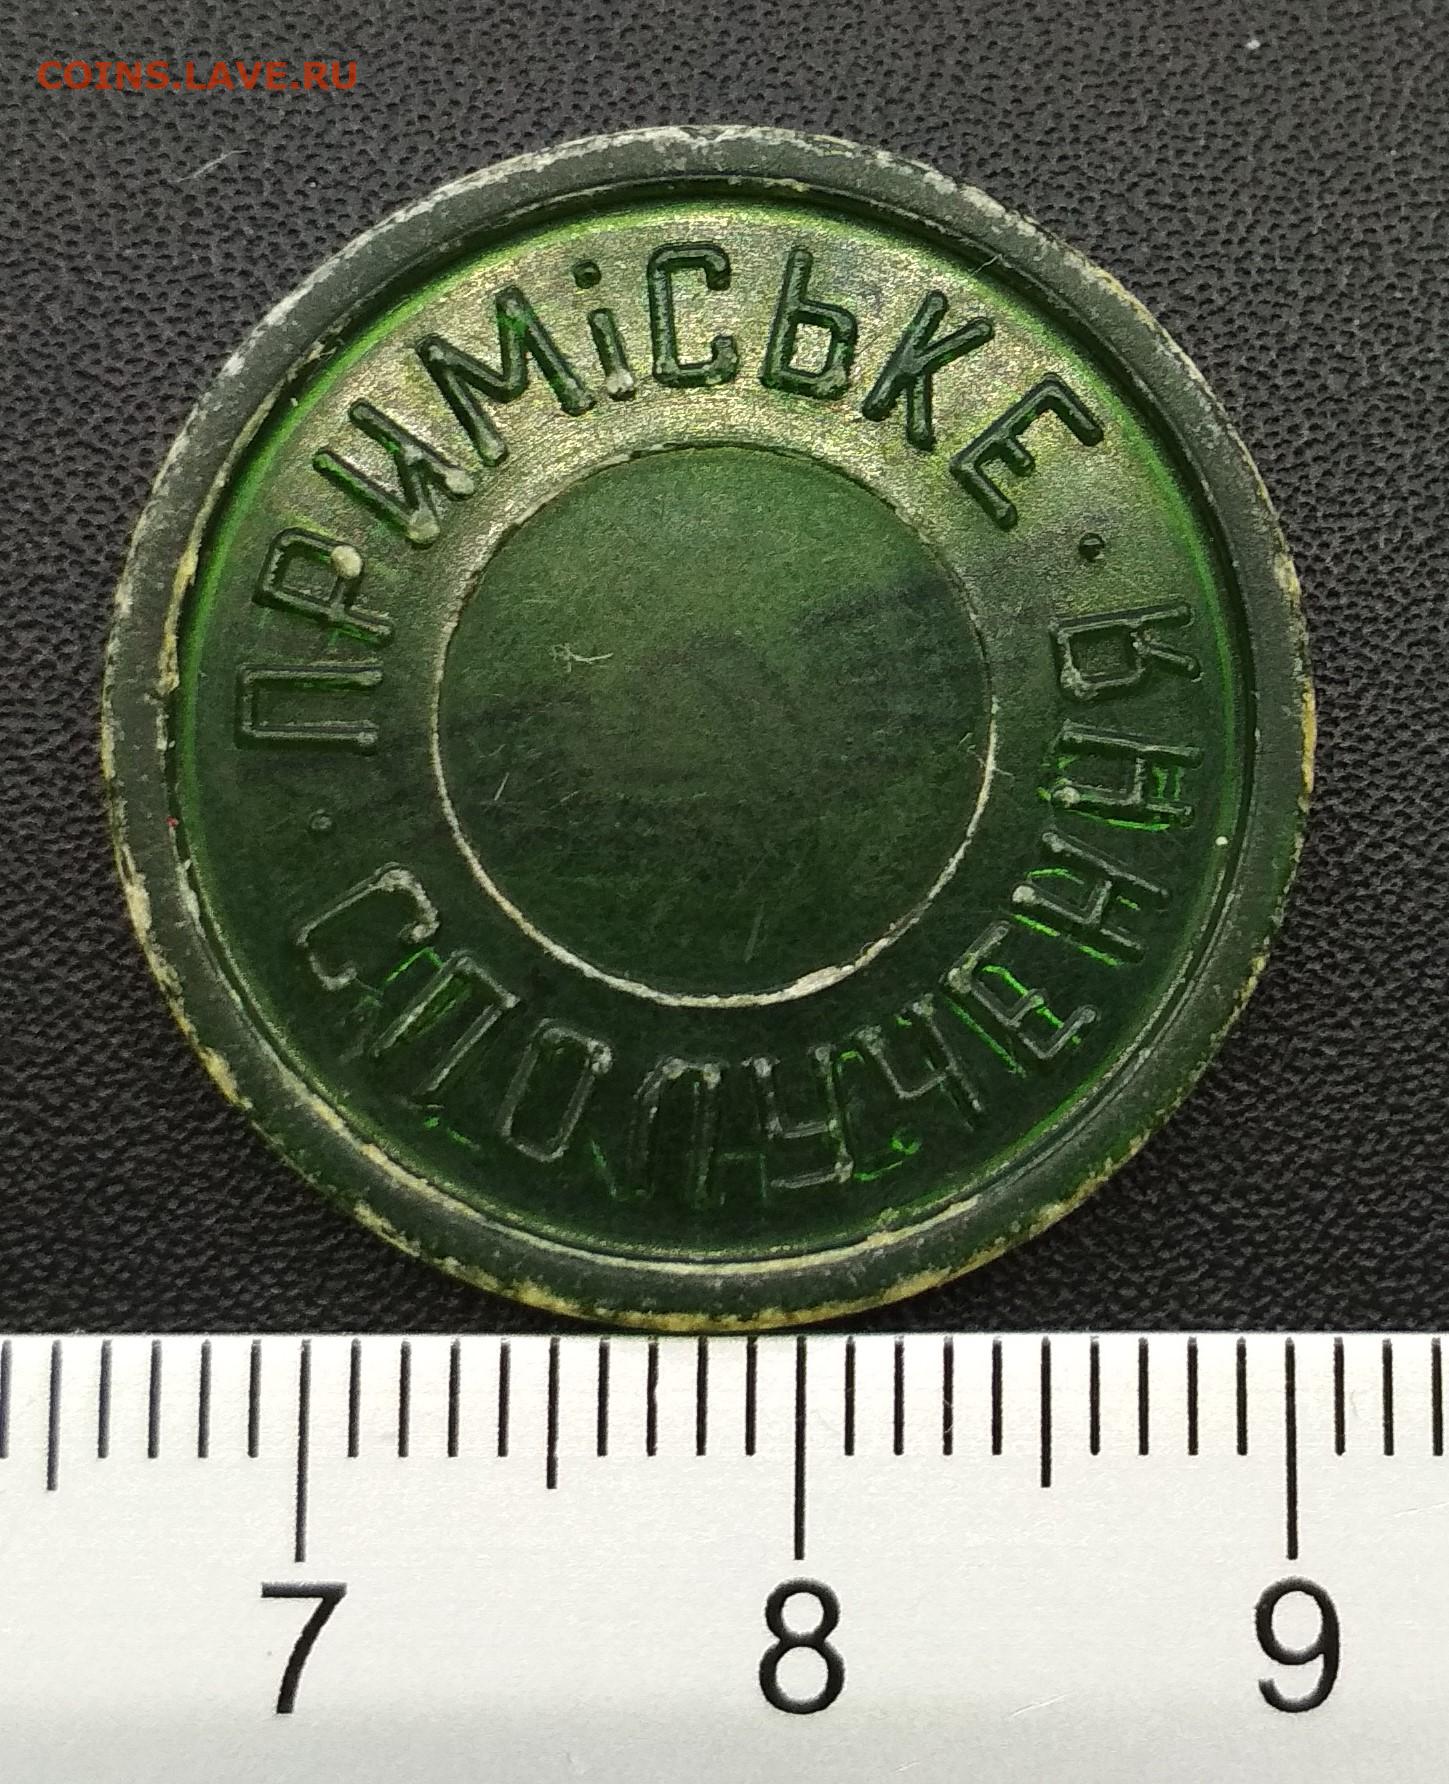 COINS.LAVE.RU
ПРИМіСЬКЕ
СПОЛУЧЕННЯ
7 8 9